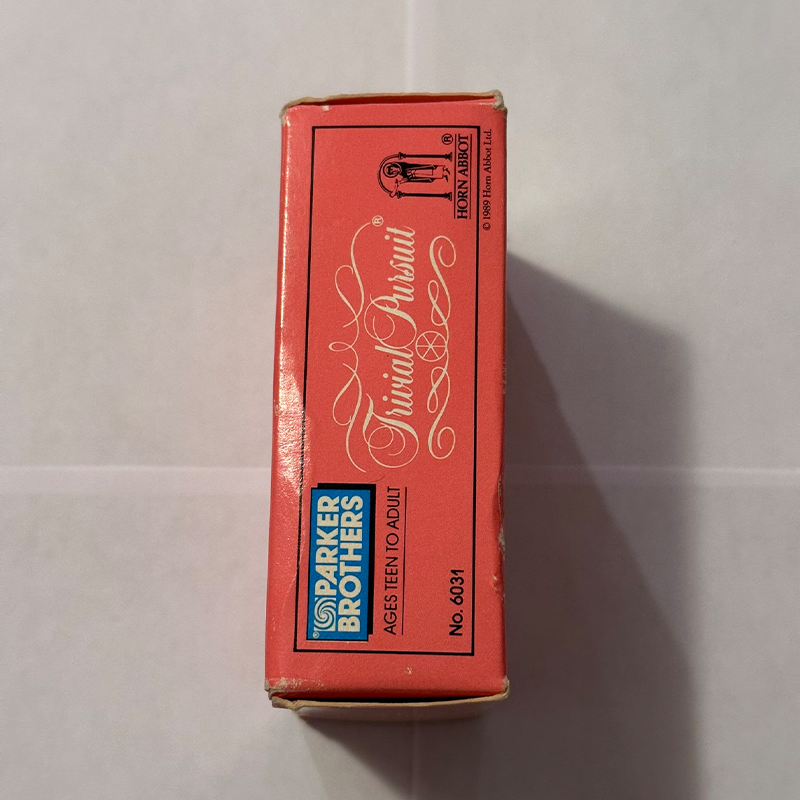 PARKER
BROTHERS®
AGES TEEN TO ADULT
No. 6031
Trivial Pursuit®
HORN ABBOT®
© 1989 Horn Abbot Ltd.